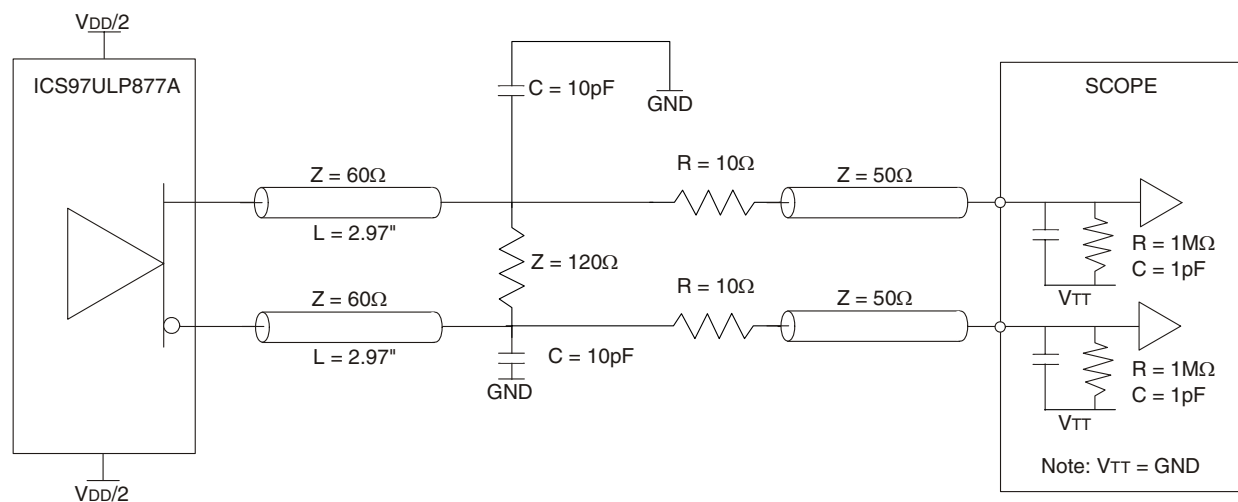 VDD/2
ICS97ULP877A
C = 10pF
GND
SCOPE
Z = 60Ω
L = 2.97"
R = 10Ω
Z = 50Ω
R = 1MΩ
C = 1pF
VTT
Z = 120Ω
Z = 60Ω
L = 2.97"
R = 10Ω
Z = 50Ω
C = 10pF
GND
R = 1MΩ
C = 1pF
VTT
Note: VTT = GND
VDD/2